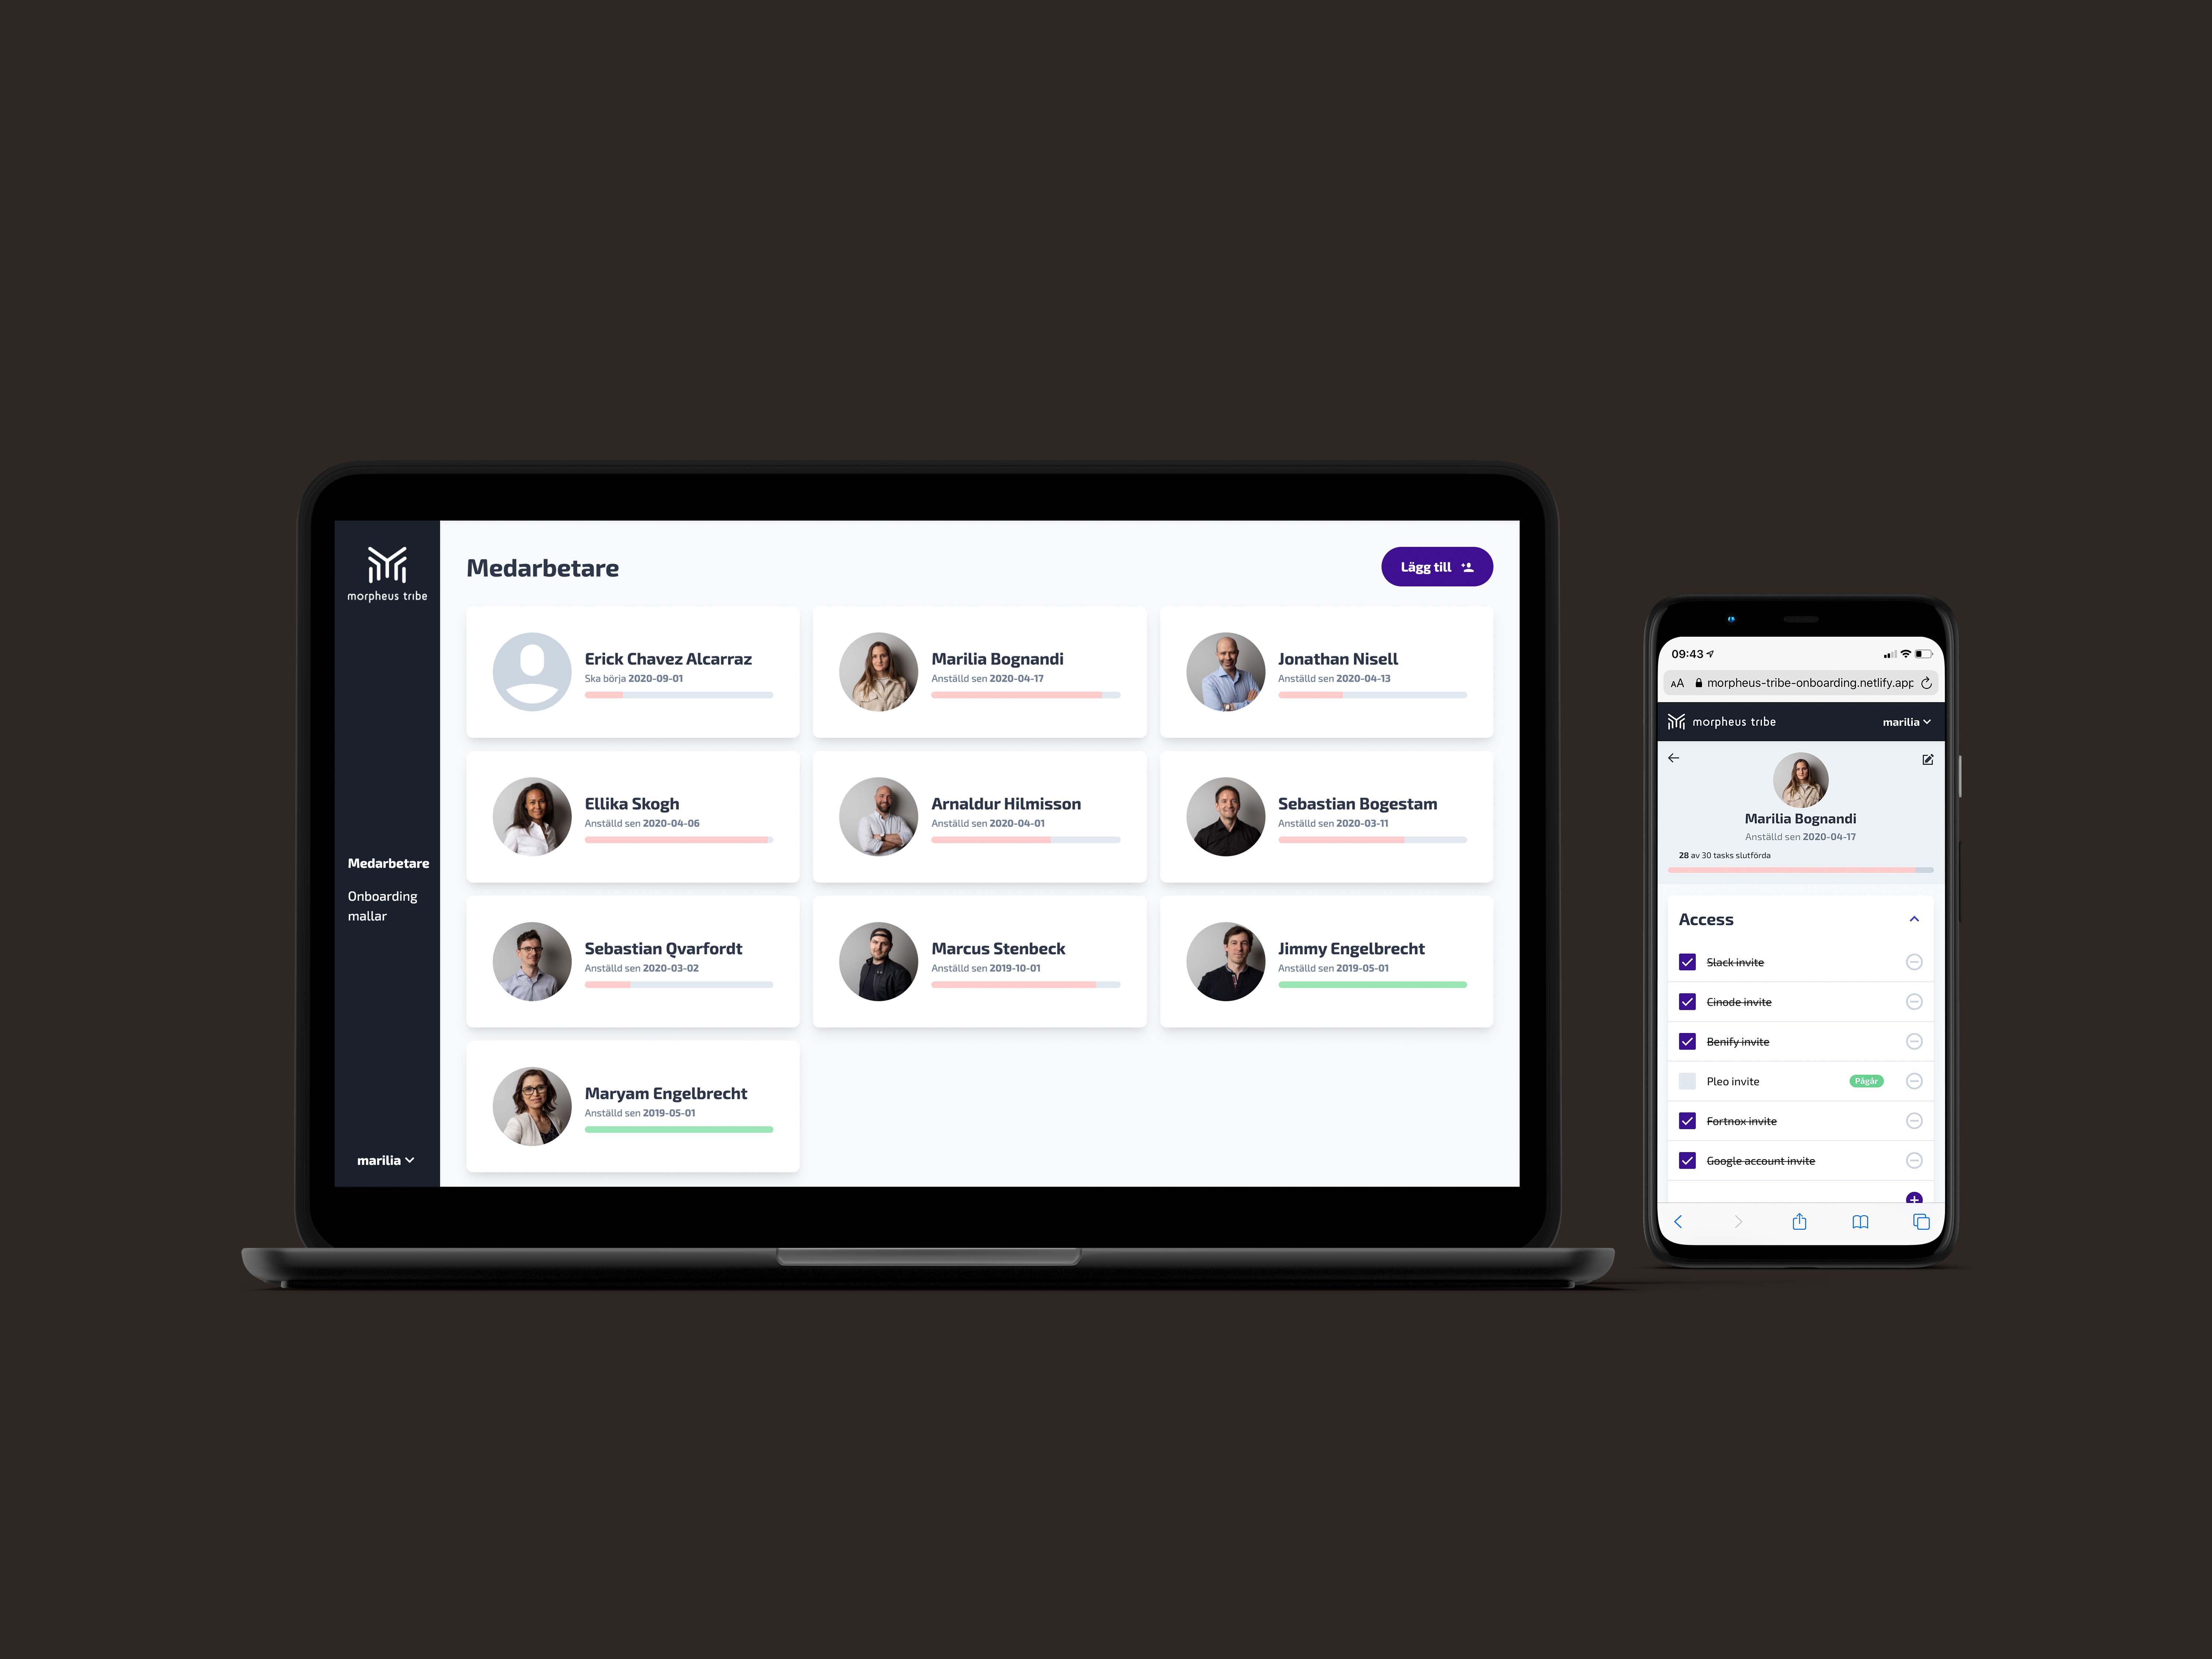 morpheus tribe
Medarbetare
Onboarding
mallar
marilia
Medarbetare
Lägg till
Erick Chavez Alcarraz
Ska börja 2020-09-01
Marilia Bognandi
Anställd sen 2020-04-17
Jonathan Nisell
Anställd sen 2020-04-13
Ellika Skogh
Anställd sen 2020-04-06
Arnaldur Hilmisson
Anställd sen 2020-04-01
Sebastian Bogestam
Anställd sen 2020-03-11
Sebastian Qvarfordt
Anställd sen 2020-03-02
Marcus Stenbeck
Anställd sen 2019-10-01
Jimmy Engelbrecht
Anställd sen 2019-05-01
Maryam Engelbrecht
Anställd sen 2019-05-01
09:43
AA morpheus-tribe-onboarding.netlify.app
morpheus tribe marilia
Marilia Bognandi
Anställd sen 2020-04-17
28 av 30 tasks slutförda
Access
Slack invite
Cinode invite
Benify invite
Pleo invite Pågår
Fortnox invite
Google account invite